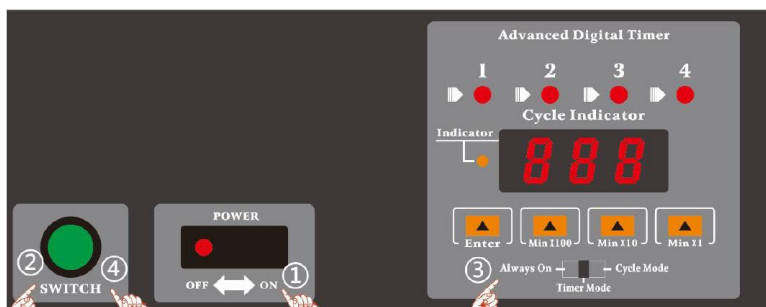 Advanced Digital Timer
1 2 3 4
Cycle Indicator
Indicator
888
Enter Min X100 Min X10 Min X1
Always On Cycle Mode
Timer Mode
③
POWER
OFF ON
①
② ④
SWITCH